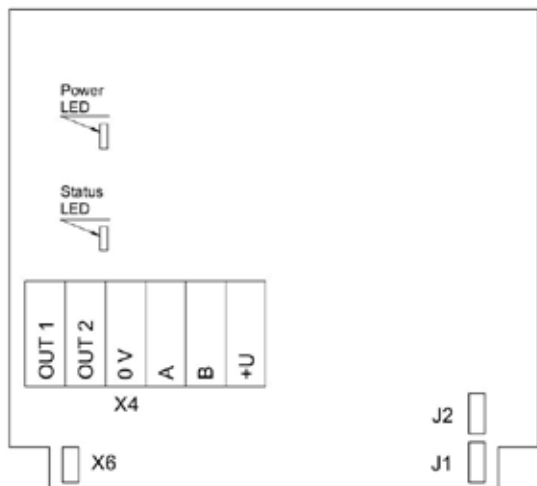 Power
LED
Status
LED
OUT 1
OUT 2
0 V
A
B
+U
X4
J2
X6
J1